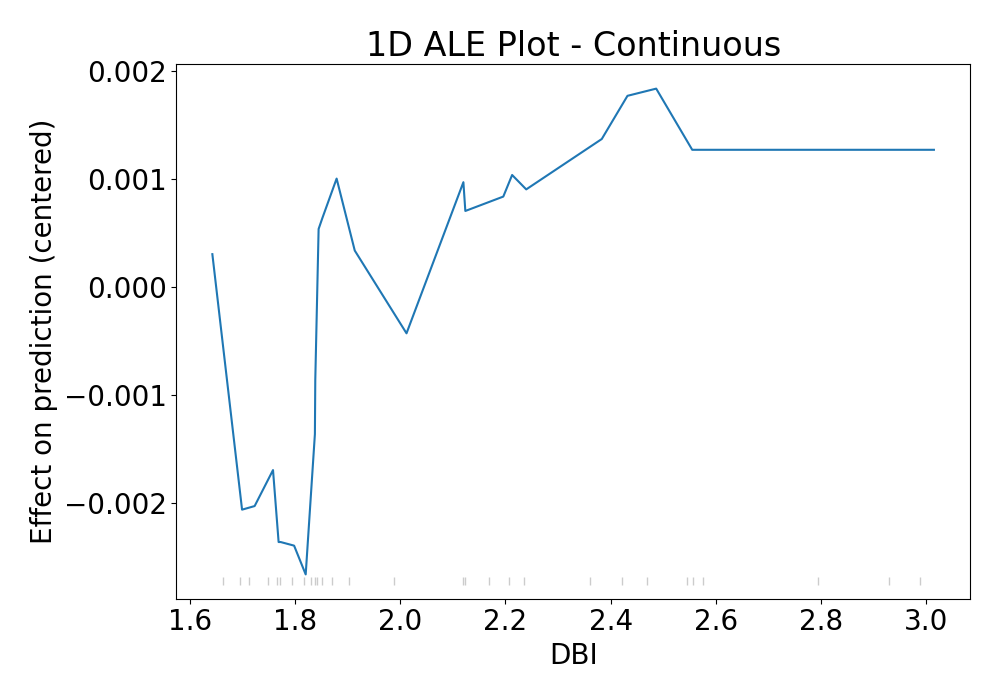 1D ALE Plot - Continuous
Effect on prediction (centered)
0.002
0.001
0.000
−0.001
−0.002
1.6 1.8 2.0 2.2 2.4 2.6 2.8 3.0
DBI